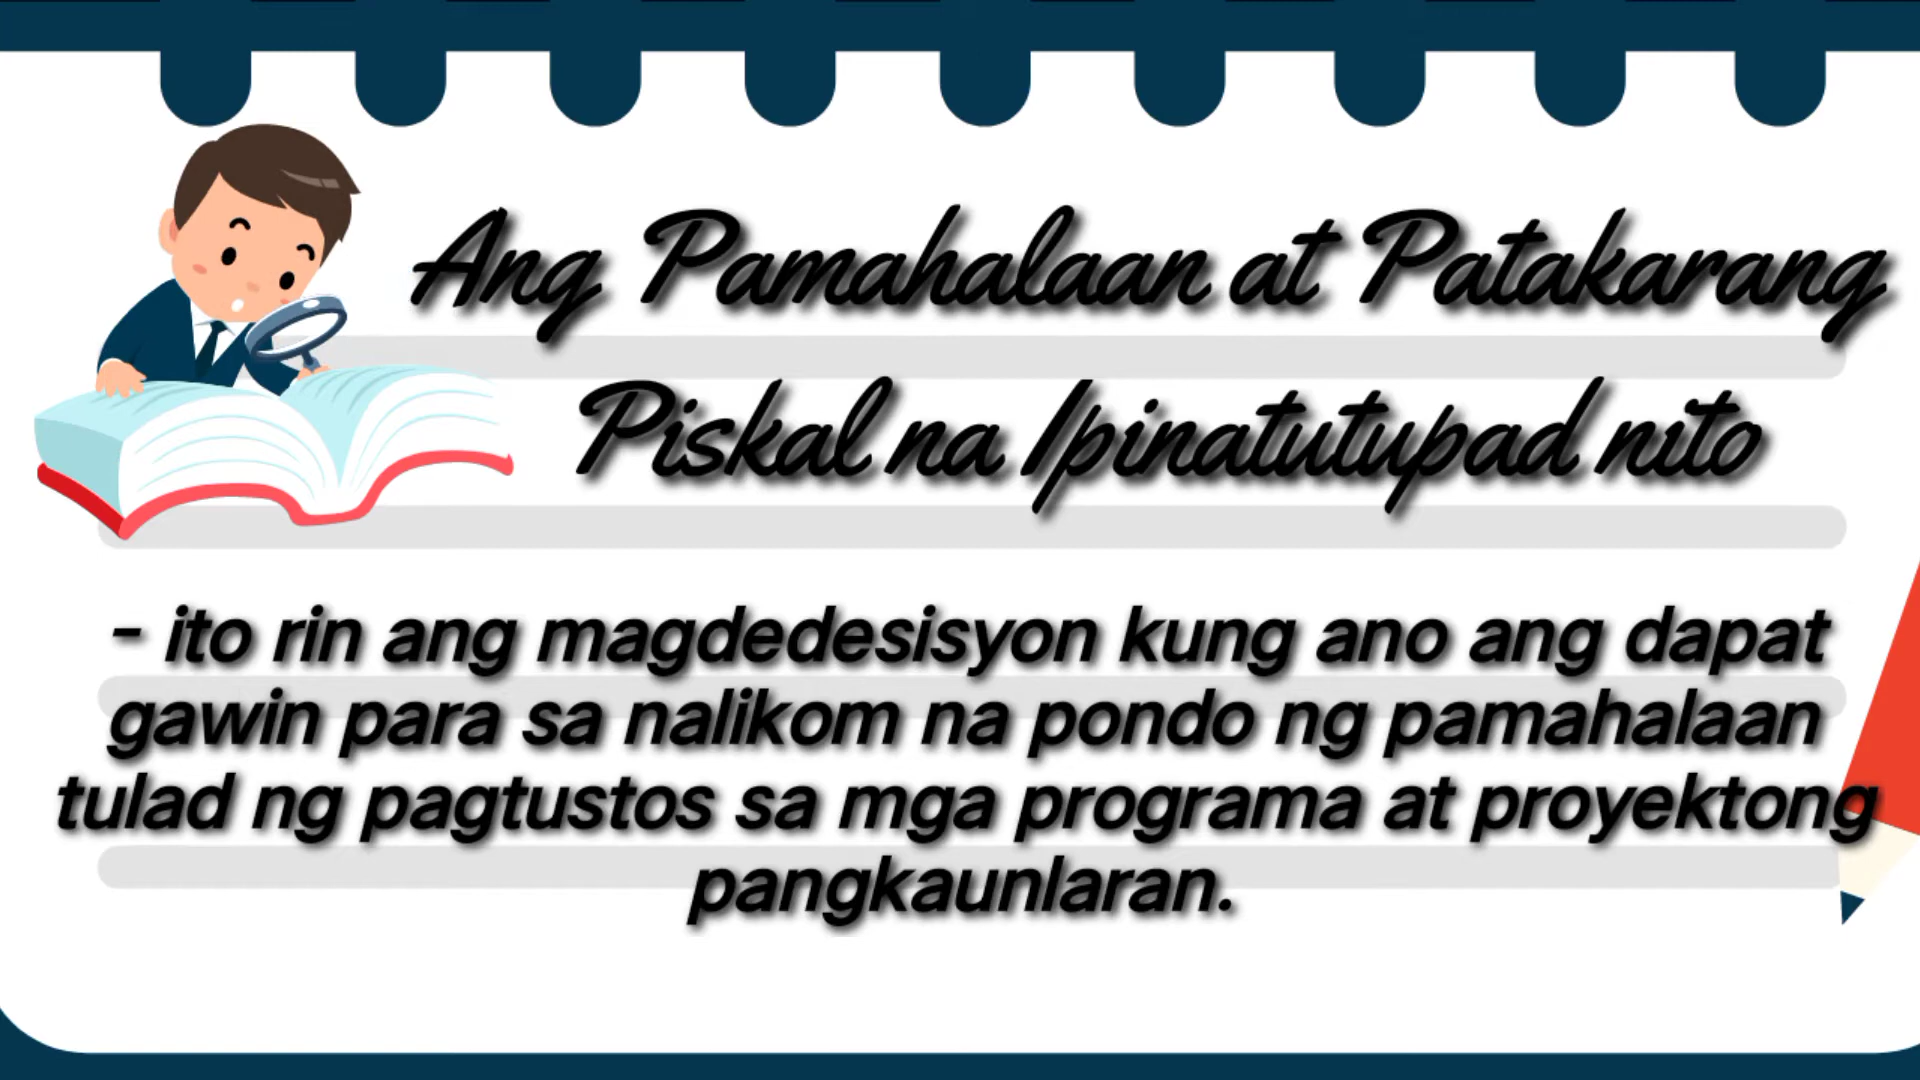 Ang Pamahalaan at Patakarang
Piskal na Ipinatutupad nito
- ito rin ang magdedesisyon kung ano ang dapat
gawin para sa nalikom na pondo ng pamahalaan
tulad ng pagtustos sa mga programa at proyektong
pangkaunlaran.